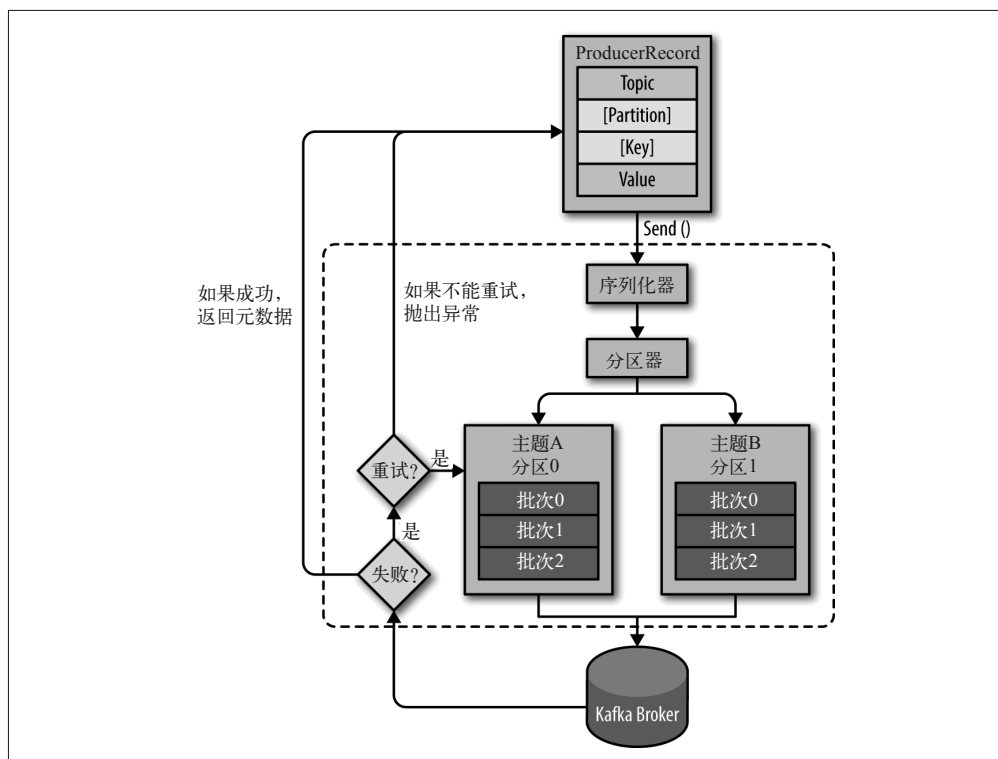 ProducerRecord
Topic
[Partition]
[Key]
Value
Send ()
序列化器
分区器
如果成功，
返回元数据
如果不能重试，
抛出异常
主题A
分区0
批次0
批次1
批次2
主题B
分区1
批次0
批次1
批次2
重试？
是
是
失败？
Kafka Broker